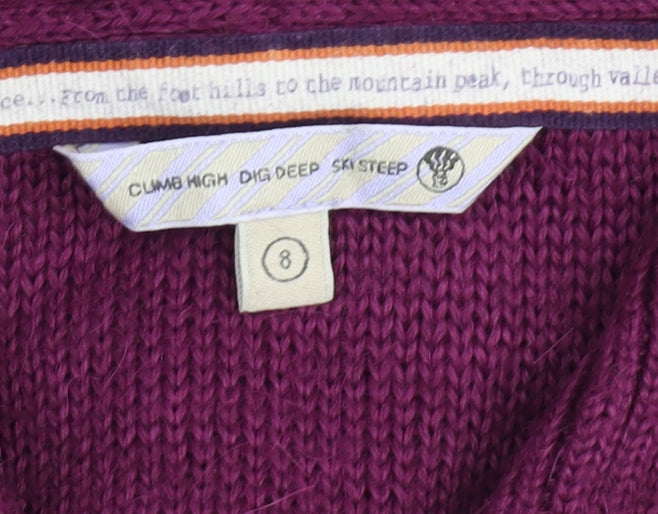 ce...From the foot hills to the mountain peak, through valle
CLIMB HIGH DIG DEEP SKI STEEP
8